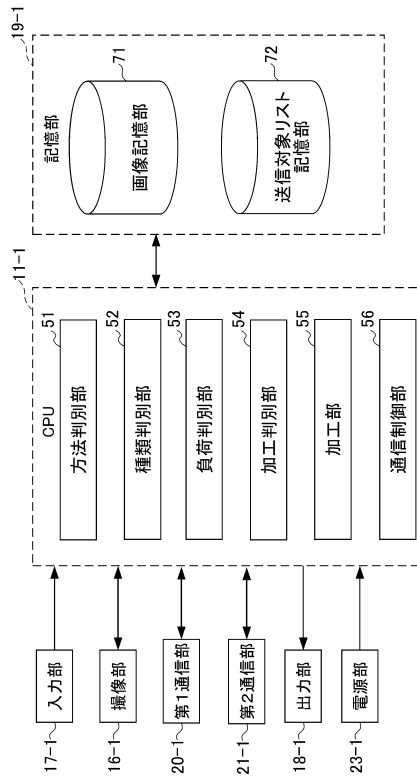 17-1
入力部
16-1
撮像部
20-1
第1通信部
21-1
第2通信部
18-1
出力部
23-1
電源部
11-1
CPU
51
方法判別部
52
種類判別部
53
負荷判別部
54
加工判別部
55
加工部
56
通信制御部
19-1
記憶部
71
画像記憶部
72
送信対象リスト
記憶部